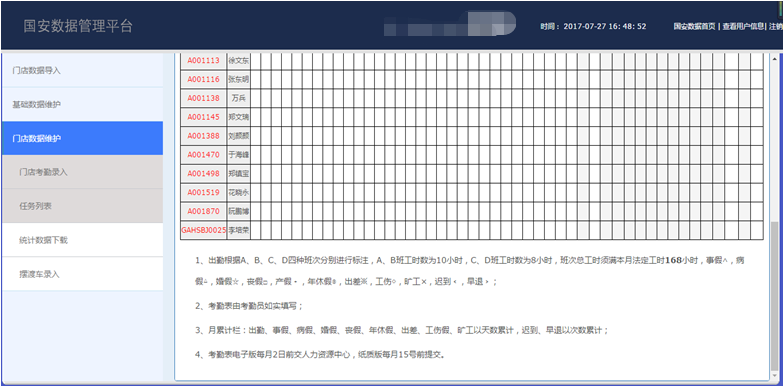 国安数据管理平台
时间： 2017-07-27 16:48:52
国安数据首页 | 查看用户信息| 注销
门店数据导入
基础数据维护
门店数据维护
门店考勤录入
任务列表
统计数据下载
摆渡车录入
A001113 徐文东
A001116 张东明
A001138 万兵
A001145 郑文瑞
A001388 刘颜颜
A001470 于海峰
A001498 郑镇宝
A001519 花晓永
A001870 阮鹏博
GAHSBJ0025 李培荣
1、出勤根据A、B、C、D四种班次分别进行标注，A、B班工时数为10小时，C、D班工时数为8小时，班次总工时须满本月法定工时168小时，事假，病
假，婚假☆，丧假，产假，年休假，出差※，工伤○，旷工×，迟到﹤，早退﹥；
2、考勤表由考勤员如实填写；
3、月累计栏：出勤、事假、病假、婚假、丧假、年休假、出差、工伤假、旷工以天数累计，迟到、早退以次数累计；
4、考勤表电子版每月2日前交人力资源中心，纸质版每月15号前提交。